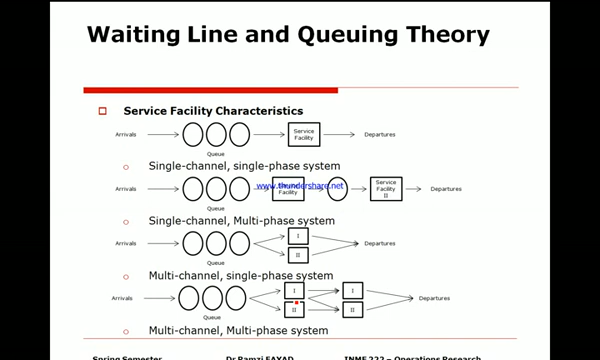 Waiting Line and Queuing Theory
Service Facility Characteristics
Arrivals
Service
Facility
Departures
Queue
Single-channel, single-phase system
Arrivals
www.thundershare.net
Facility
Service
Facility
II
Departures
Queue
Single-channel, Multi-phase system
Arrivals
I
II
Departures
Queue
Multi-channel, single-phase system
Arrivals
I
I
II
II
Departures
Queue
Multi-channel, Multi-phase system
Spring Semester
Dr Ramzi FAYAD
INME 222 – Operations Research